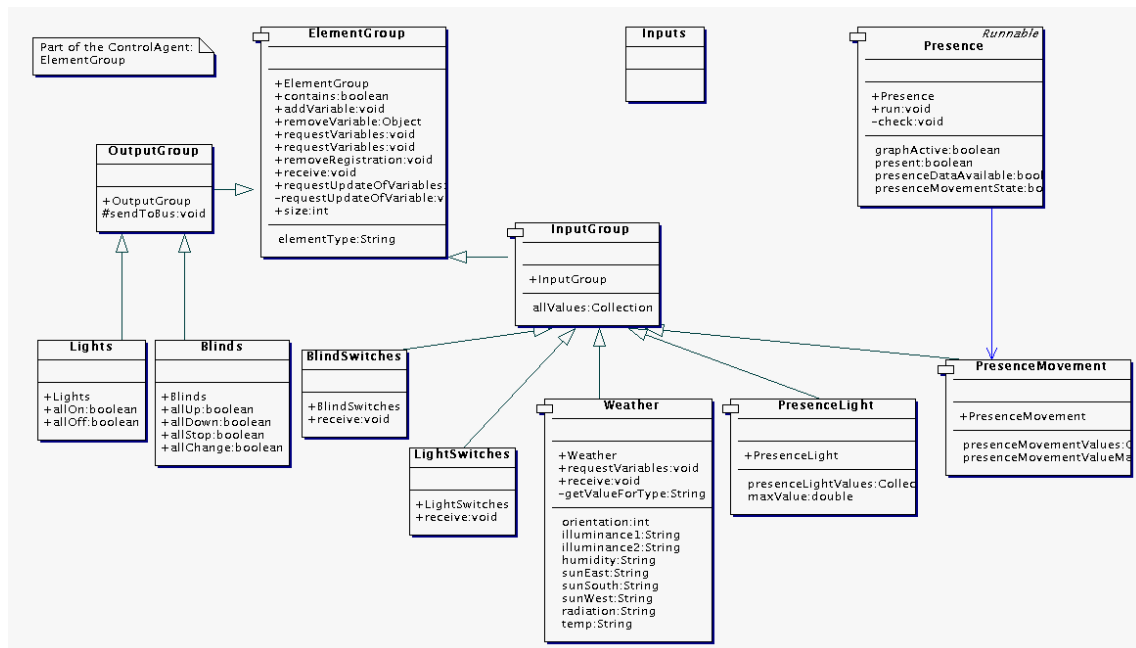 Part of the ControlAgent:
ElementGroup
ElementGroup
+ElementGroup
+contains:boolean
+addVariable:void
+removeVariable:Object
+requestVariables:void
+requestVariables:void
+removeRegistration:void
+receive:void
+requestUpdateOfVariables:
-requestUpdateOfVariable:v
+size:int
elementType:String
Inputs
Runnable
Presence
+Presence
+run:void
-check:void
graphActive:boolean
present:boolean
presenceDataAvailable:bool
presenceMovementState:bo
OutputGroup
+OutputGroup
#sendToBus:void
InputGroup
+InputGroup
allValues:Collection
Lights
+Lights
+allOn:boolean
+allOff:boolean
Blinds
+Blinds
+allUp:boolean
+allDown:boolean
+allStop:boolean
+allChange:boolean
BlindSwitches
+BlindSwitches
+receive:void
LightSwitches
+LightSwitches
+receive:void
Weather
+Weather
+requestVariables:void
+receive:void
-getValueForType:String
orientation:int
illuminance1:String
illuminance2:String
humidity:String
sunEast:String
sunSouth:String
sunWest:String
radiation:String
temp:String
PresenceLight
+PresenceLight
presenceLightValues:Collec
maxValue:double
PresenceMovement
+PresenceMovement
presenceMovementValues:C
presenceMovementValueMa